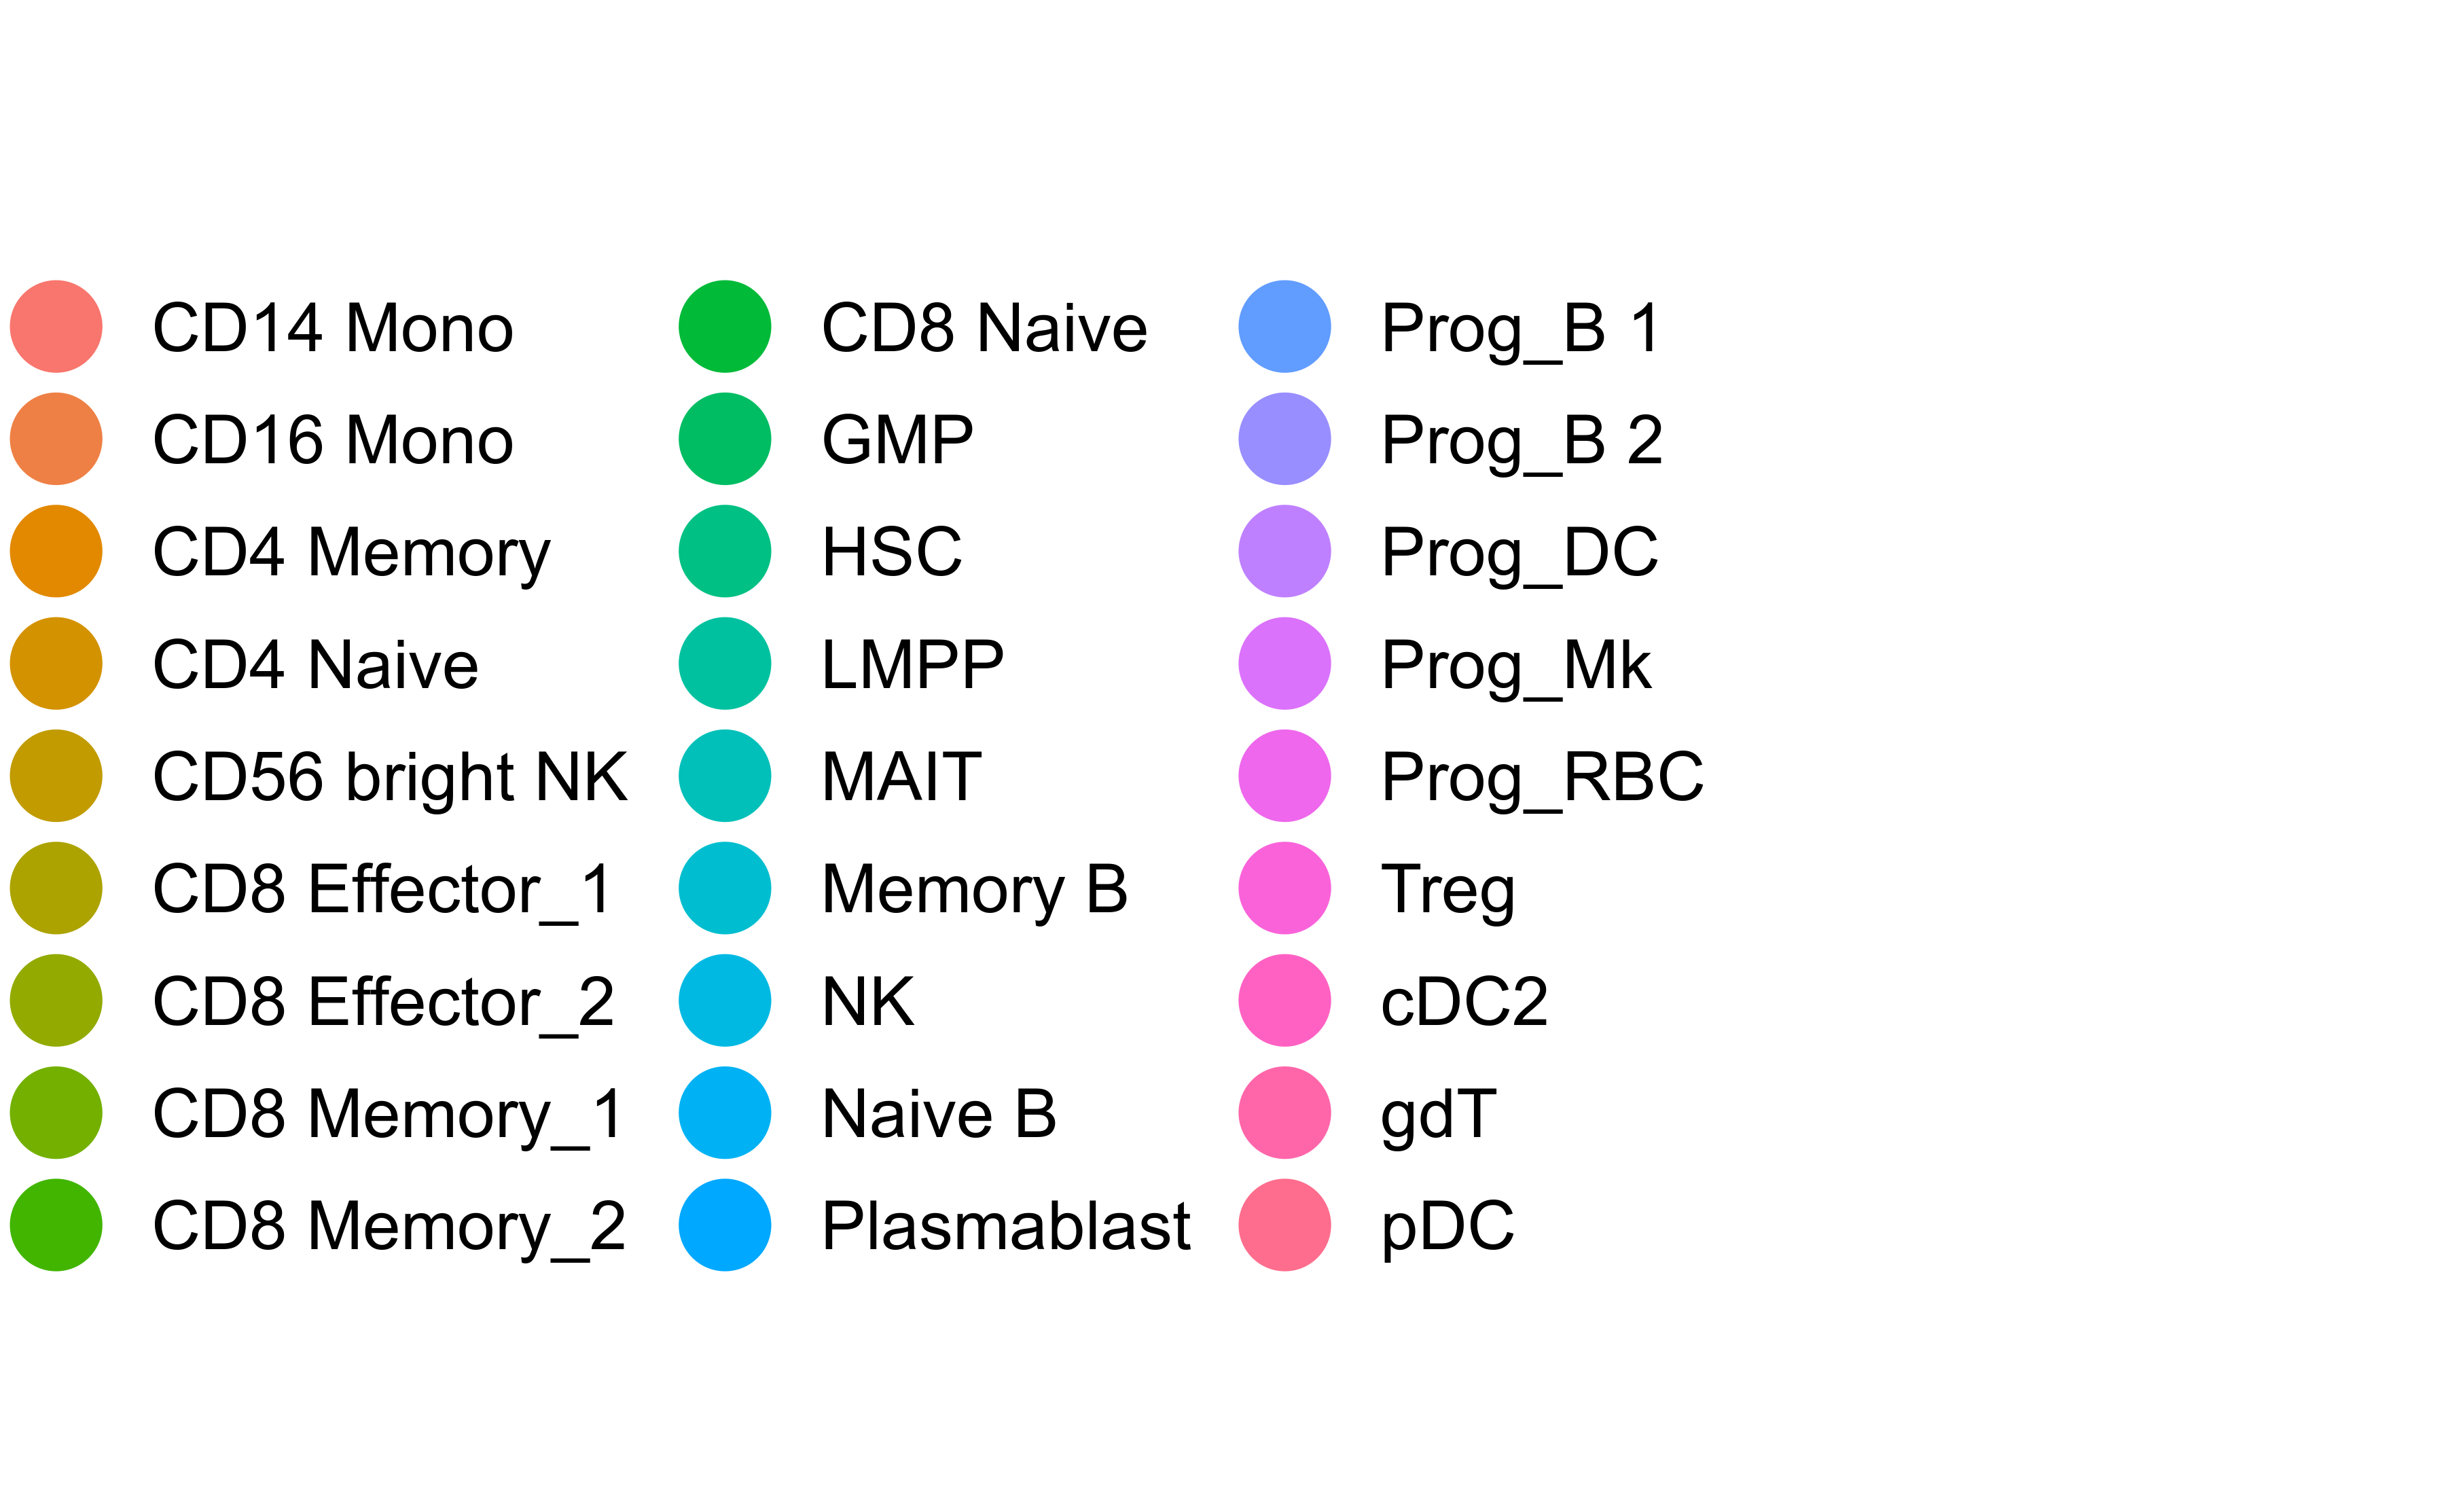 CD14 Mono
CD16 Mono
CD4 Memory
CD4 Naive
CD56 bright NK
CD8 Effector_1
CD8 Effector_2
CD8 Memory_1
CD8 Memory_2
CD8 Naive
GMP
HSC
LMPP
MAIT
Memory B
NK
Naive B
Plasmablast
Prog_B 1
Prog_B 2
Prog_DC
Prog_Mk
Prog_RBC
Treg
cDC2
gdT
pDC